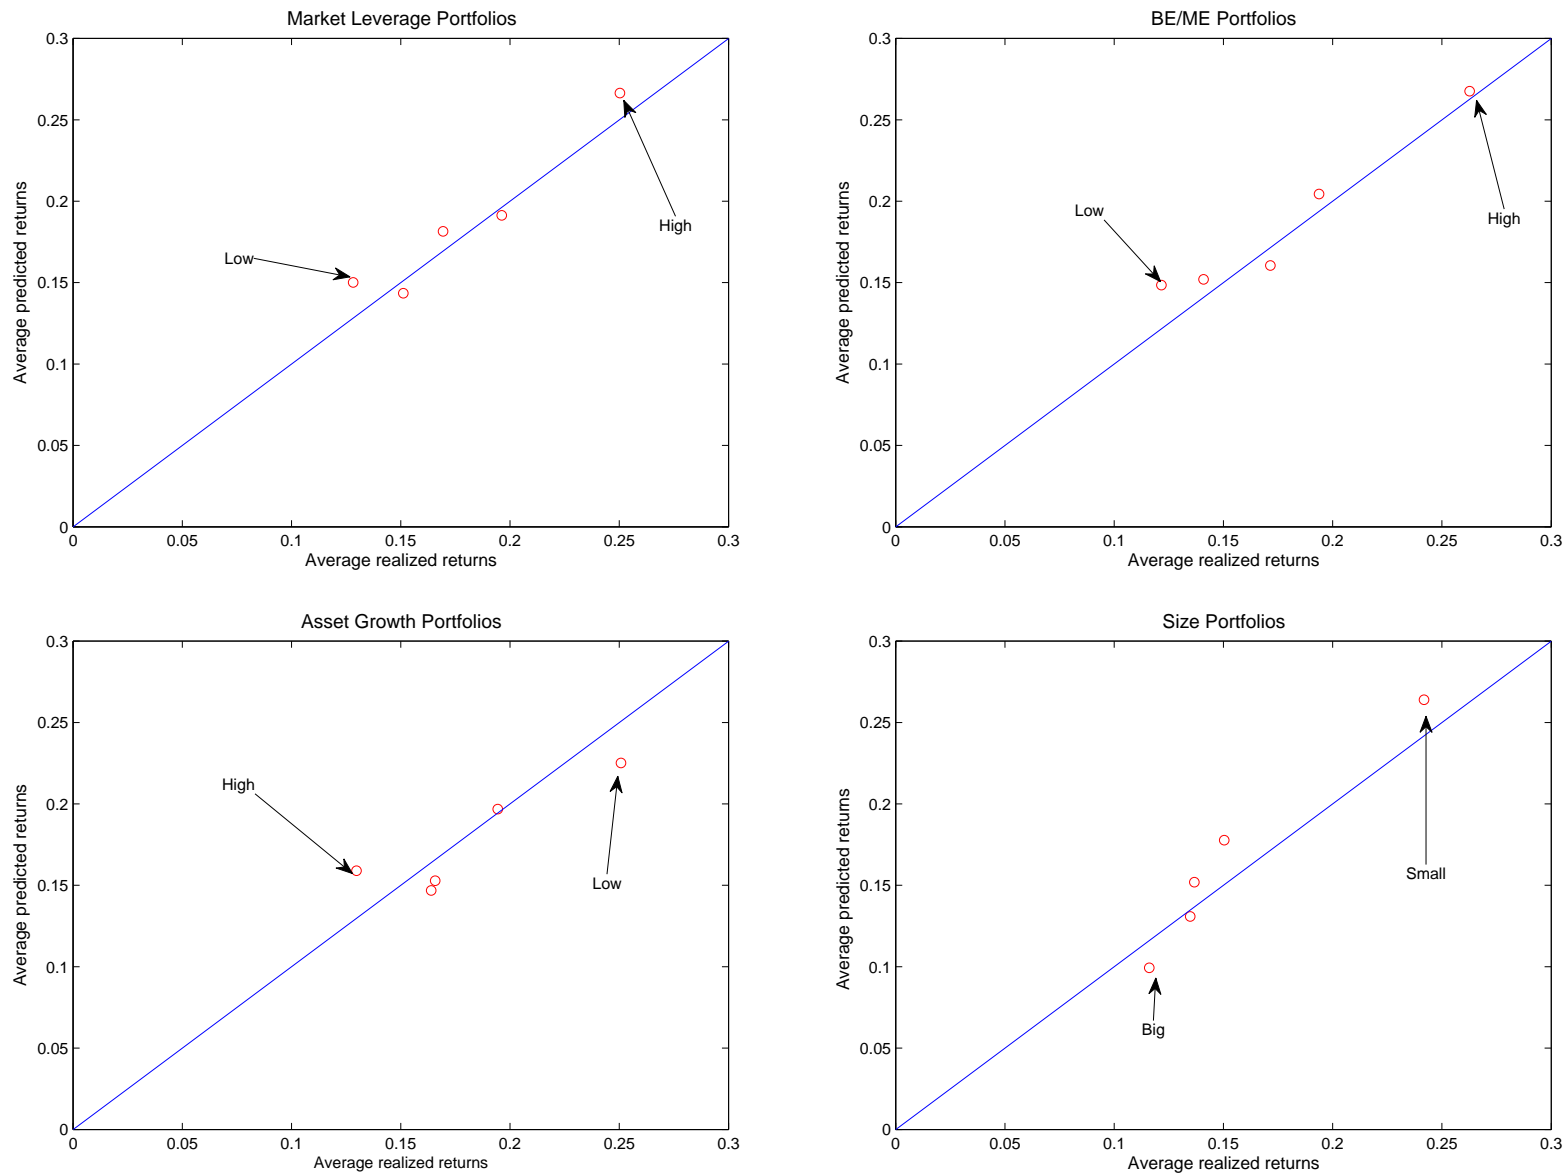 Market Leverage Portfolios
0.3
0.25
0.2
0.15
0.1
0.05
0
Average predicted returns
Low
High
0 0.05 0.1 0.15 0.2 0.25 0.3
Average realized returns
BE/ME Portfolios
0.3
0.25
0.2
0.15
0.1
0.05
0
Average predicted returns
Low
High
0 0.05 0.1 0.15 0.2 0.25 0.3
Average realized returns
Asset Growth Portfolios
0.3
0.25
0.2
0.15
0.1
0.05
0
Average predicted returns
High
Low
0 0.05 0.1 0.15 0.2 0.25 0.3
Average realized returns
Size Portfolios
0.3
0.25
0.2
0.15
0.1
0.05
0
Average predicted returns
Small
Big
0 0.05 0.1 0.15 0.2 0.25 0.3
Average realized returns